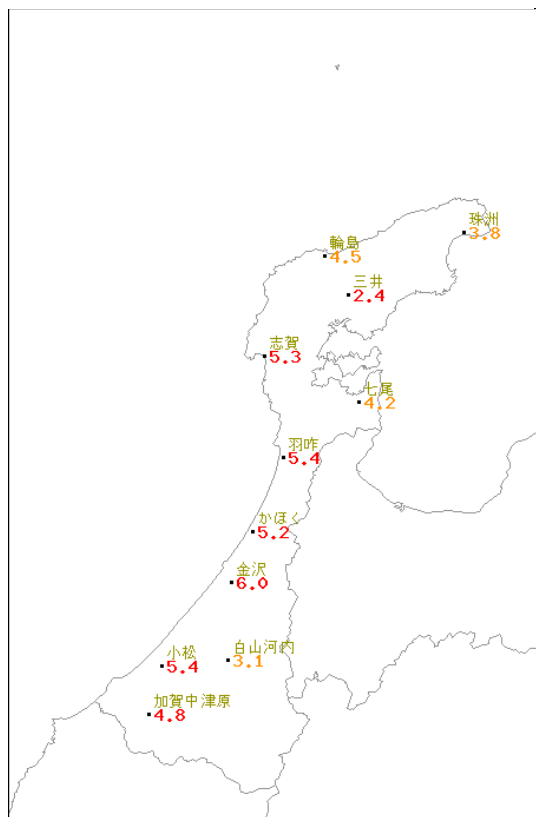 珠洲
3.8
輪島
4.5
三井
2.4
志賀
5.3
七尾
4.2
羽咋
5.4
かほく
5.2
金沢
6.0
白山河内
3.1
小松
5.4
加賀中津原
4.8